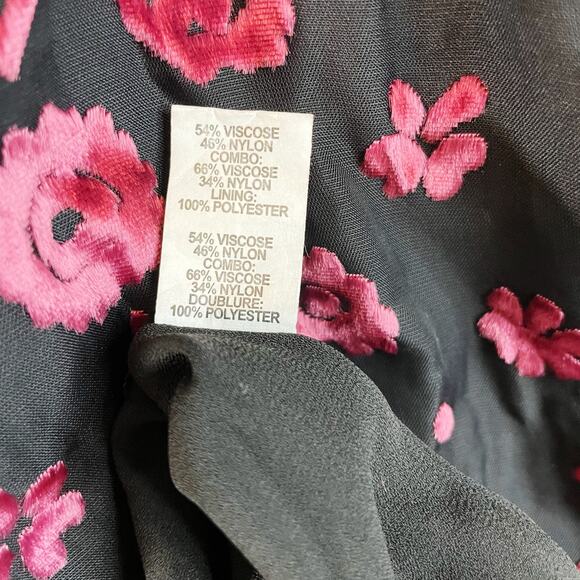 54% VISCOSE
46% NYLON
COMBO:
66% VISCOSE
34% NYLON
LINING:
100% POLYESTER
54% VISCOSE
46% NYLON
COMBO:
66% VISCOSE
34% NYLON
DOUBLURE:
100% POLYESTER